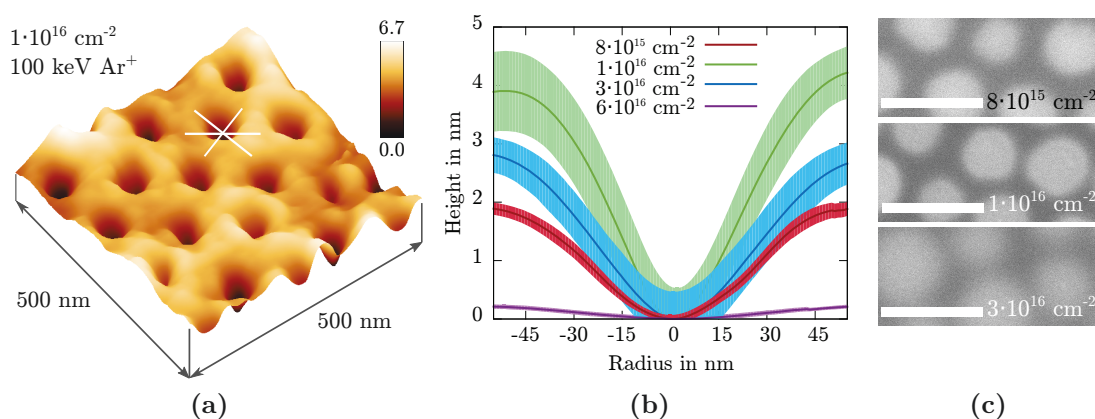 1·10¹⁶ cm⁻²
100 keV Ar⁺
6.7
0.0
500 nm
500 nm
(a)
5
4
3
2
1
0
Height in nm
8·10¹⁵ cm⁻²
1·10¹⁶ cm⁻²
3·10¹⁶ cm⁻²
6·10¹⁶ cm⁻²
-45 -30 -15 0 15 30 45
Radius in nm
(b)
8·10¹⁵ cm⁻²
1·10¹⁶ cm⁻²
3·10¹⁶ cm⁻²
(c)